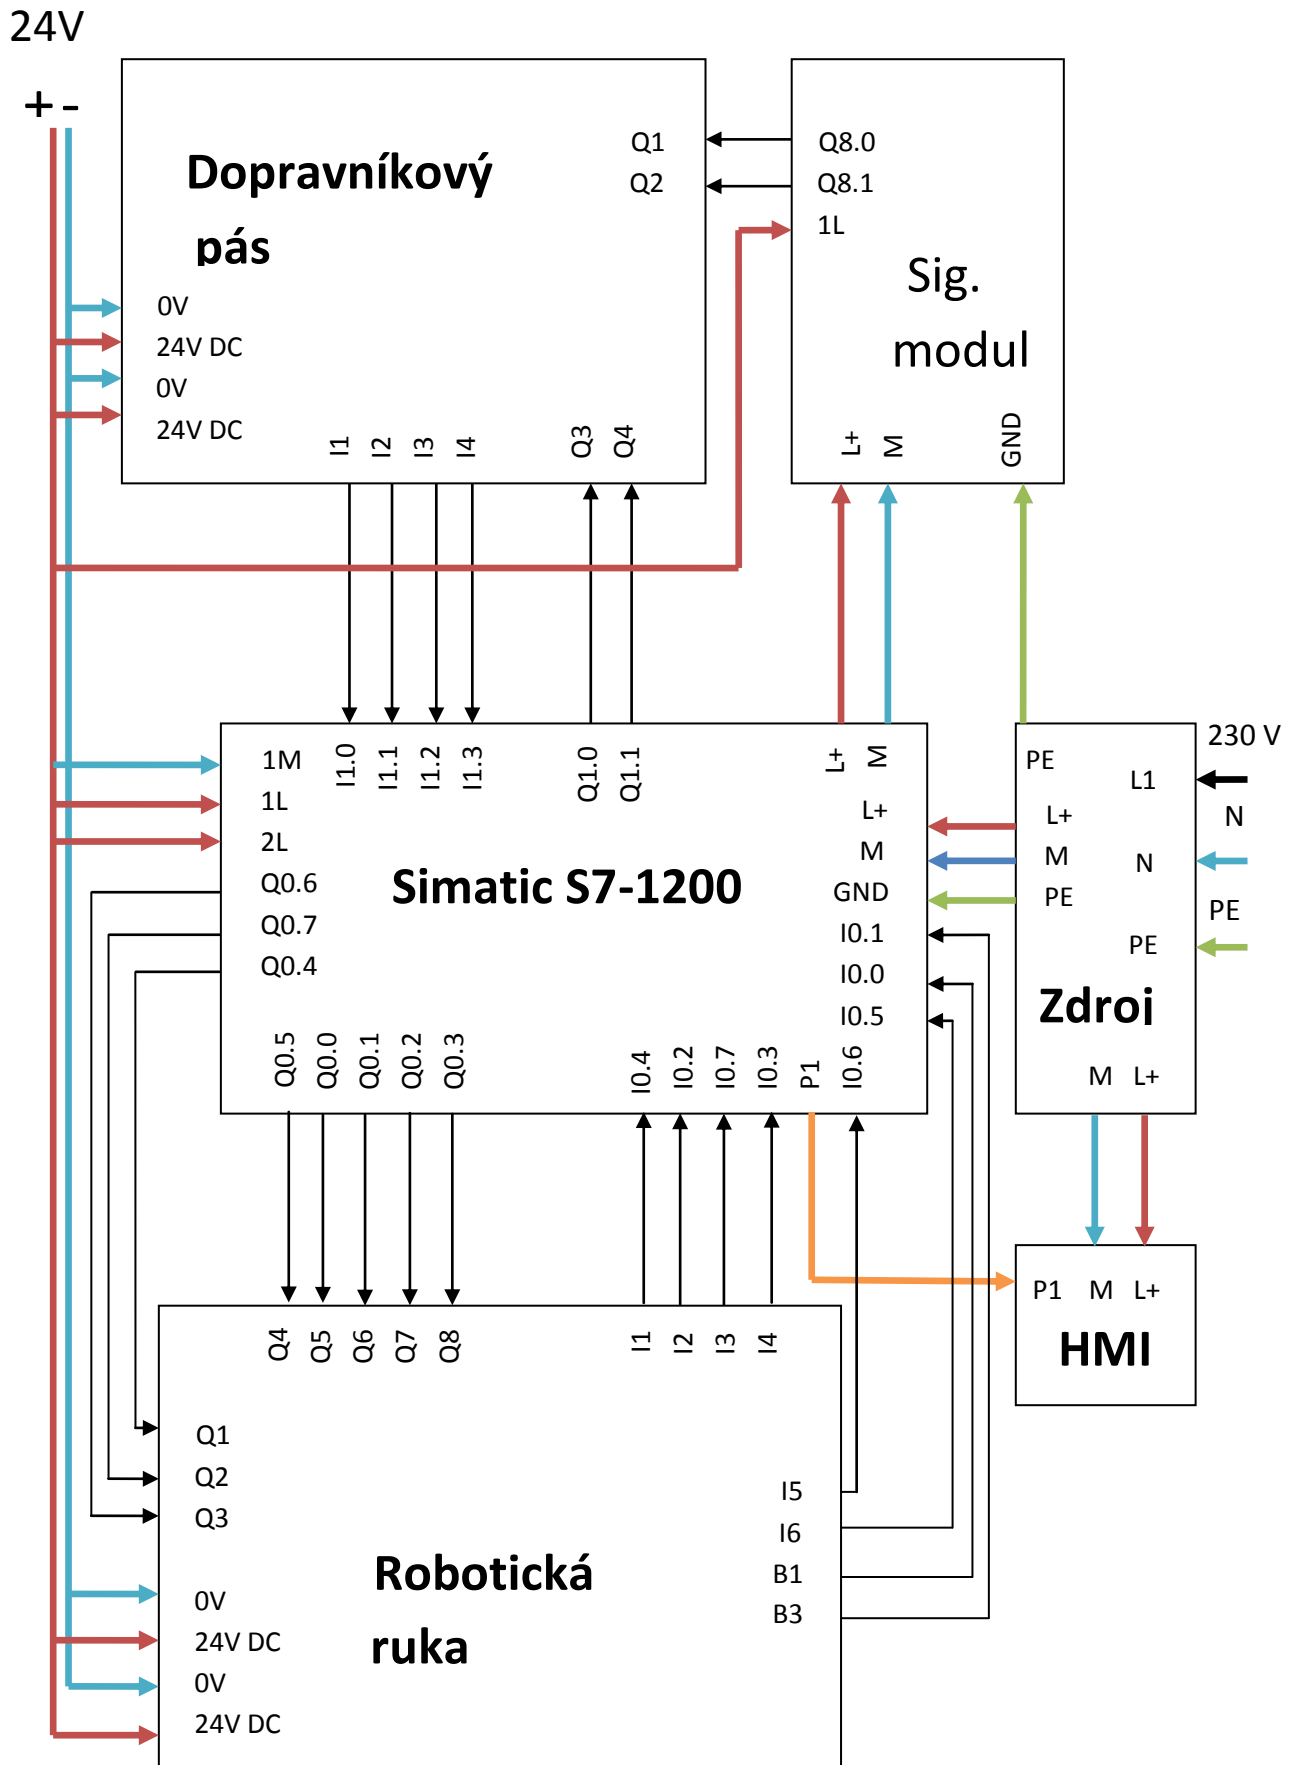 24V
+ -
Dopravníkový
pás
Q1
Q2
0V
24V DC
0V
24V DC
I1 I2 I3 I4 Q3 Q4
Q8.0
Q8.1
1L
Sig.
modul
L+ M GND
1M
1L
2L
Q0.6
Q0.7
Q0.4
I1.0 I1.1 I1.2 I1.3 Q1.0 Q1.1 L+ M
L+
M
GND
I0.1
I0.0
I0.5
Simatic S7-1200
Q0.5 Q0.0 Q0.1 Q0.2 Q0.3 I0.4 I0.2 I0.7 I0.3 P1 I0.6
230 V
N
PE
PE
L+
M
PE
L1
N
PE
Zdroj
M L+
P1 M L+
HMI
Q4 Q5 Q6 Q7 Q8 I1 I2 I3 I4
Q1
Q2
Q3
0V
24V DC
0V
24V DC
I5
I6
B1
B3
Robotická
ruka